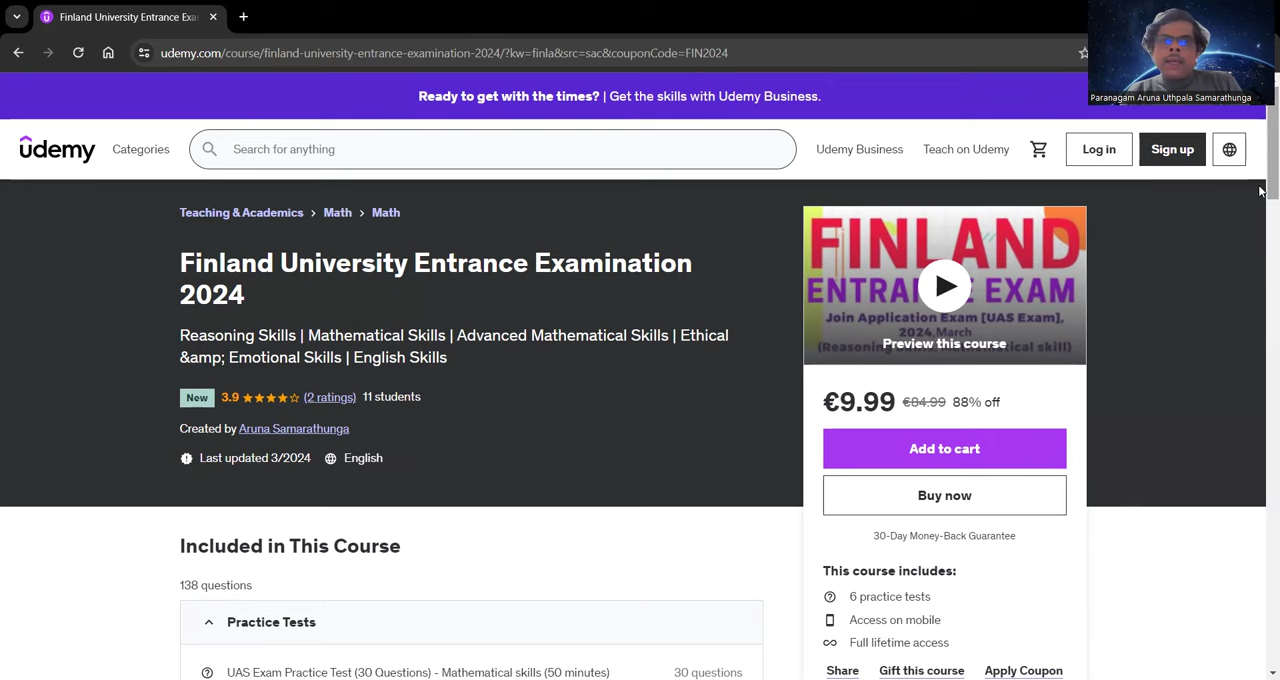 Finland University Entrance Exa
udemy.com/course/finland-university-entrance-examination-2024/?kw=finla&src=sac&couponCode=FIN2024
Paranagam Aruna Uthpala Samarathunga
Ready to get with the times? | Get the skills with Udemy Business.
udemy
Categories
Search for anything
Udemy Business
Teach on Udemy
Log in
Sign up
Teaching & Academics > Math > Math
Finland University Entrance Examination
2024
Reasoning Skills | Mathematical Skills | Advanced Mathematical Skills | Ethical
&amp; Emotional Skills | English Skills
New 3.9 (2 ratings) 11 students
Created by Aruna Samarathunga
Last updated 3/2024 English
FINLAND
ENTRANCE EXAM
Join Application Exam [UAS Exam],
2024,March
(Reasoning Skills, Mathematical skill)
Preview this course
€9.99 €84.99 88% off
Add to cart
Buy now
30-Day Money-Back Guarantee
This course includes:
6 practice tests
Access on mobile
Full lifetime access
Share Gift this course Apply Coupon
Included in This Course
138 questions
Practice Tests
UAS Exam Practice Test (30 Questions) - Mathematical skills (50 minutes) 30 questions